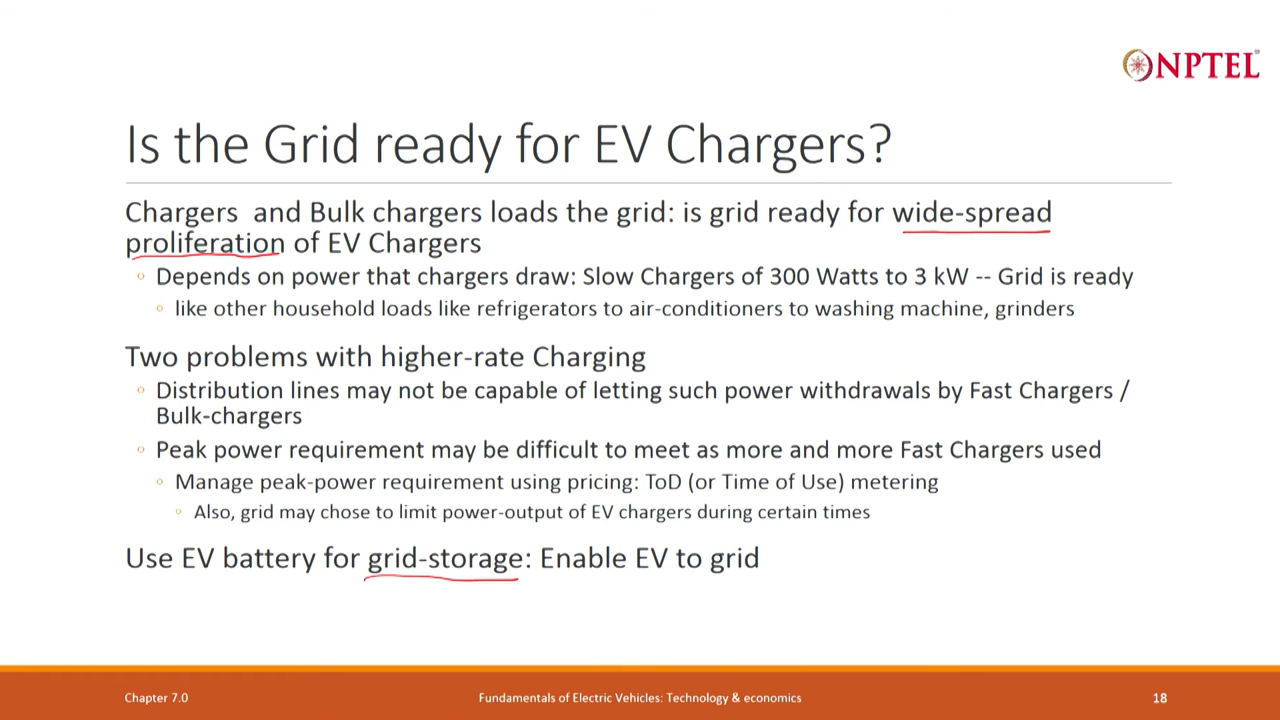 NPTEL
Is the Grid ready for EV Chargers?
Chargers and Bulk chargers loads the grid: is grid ready for wide-spread
proliferation of EV Chargers
◦ Depends on power that chargers draw: Slow Chargers of 300 Watts to 3 kW -- Grid is ready
◦ like other household loads like refrigerators to air-conditioners to washing machine, grinders
Two problems with higher-rate Charging
◦ Distribution lines may not be capable of letting such power withdrawals by Fast Chargers /
Bulk-chargers
◦ Peak power requirement may be difficult to meet as more and more Fast Chargers used
◦ Manage peak-power requirement using pricing: ToD (or Time of Use) metering
◦ Also, grid may chose to limit power-output of EV chargers during certain times
Use EV battery for grid-storage: Enable EV to grid
Chapter 7.0
Fundamentals of Electric Vehicles: Technology & economics
18